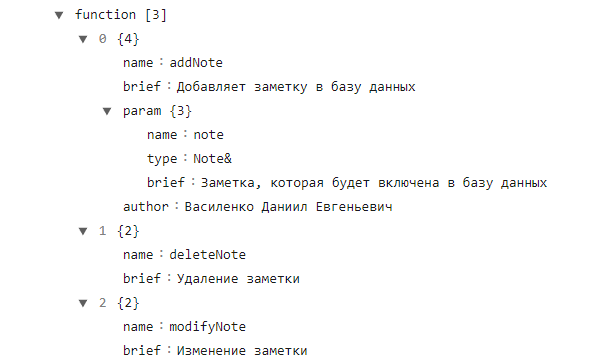 ▼ function [3]
▼ 0 {4}
name : addNote
brief : Добавляет заметку в базу данных
▼ param {3}
name : note
type : Note&
brief : Заметка, которая будет включена в базу данных
author : Василенко Даниил Евгеньевич
▼ 1 {2}
name : deleteNote
brief : Удаление заметки
▼ 2 {2}
name : modifyNote
brief : Изменение заметки